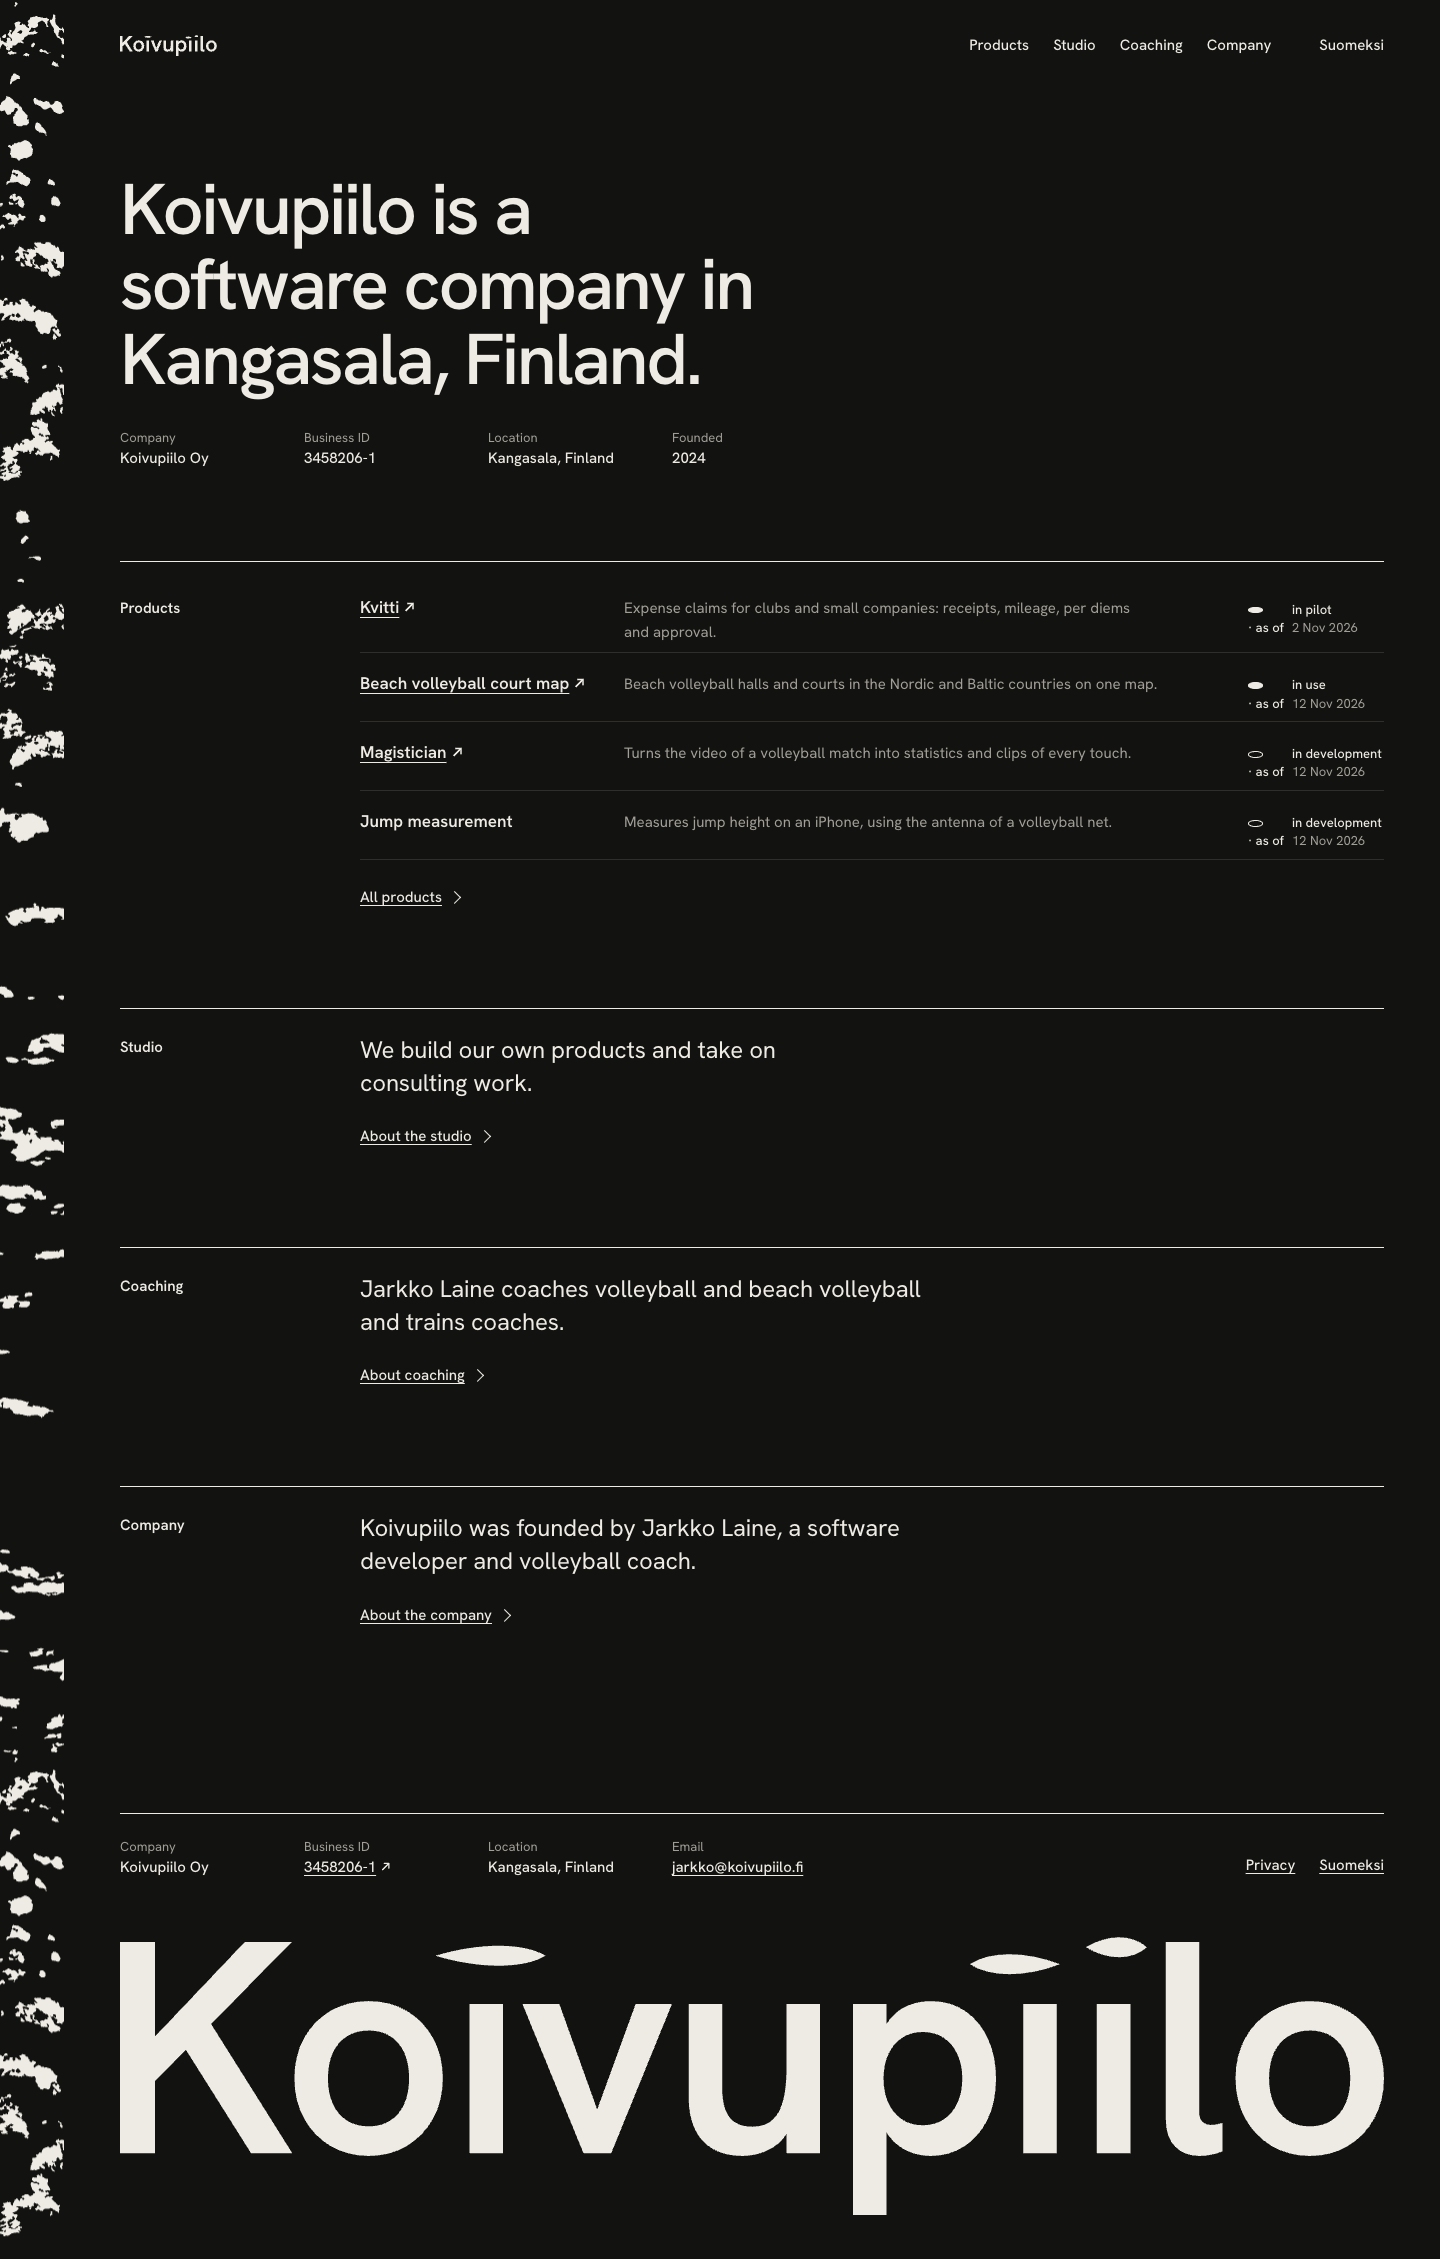 Koīvupīīlo
Products Studio Coaching Company Suomeksi
Koivupiilo is a
software company in
Kangasala, Finland.
Company Business ID Location Founded
Koivupiilo Oy 3458206-1 Kangasala, Finland 2024
Products
Kvitti ↗ Expense claims for clubs and small companies: receipts, mileage, per diems in pilot
and approval. · as of 2 Nov 2026
Beach volleyball court map ↗ Beach volleyball halls and courts in the Nordic and Baltic countries on one map. in use
· as of 12 Nov 2026
Magistician ↗ Turns the video of a volleyball match into statistics and clips of every touch. in development
· as of 12 Nov 2026
Jump measurement Measures jump height on an iPhone, using the antenna of a volleyball net. in development
· as of 12 Nov 2026
All products
Studio
We build our own products and take on
consulting work.
About the studio
Coaching
Jarkko Laine coaches volleyball and beach volleyball
and trains coaches.
About coaching
Company
Koivupiilo was founded by Jarkko Laine, a software
developer and volleyball coach.
About the company
Company Business ID Location Email
Koivupiilo Oy 3458206-1 ↗ Kangasala, Finland jarkko@koivupiilo.fi Privacy Suomeksi
Koīvupīīlo